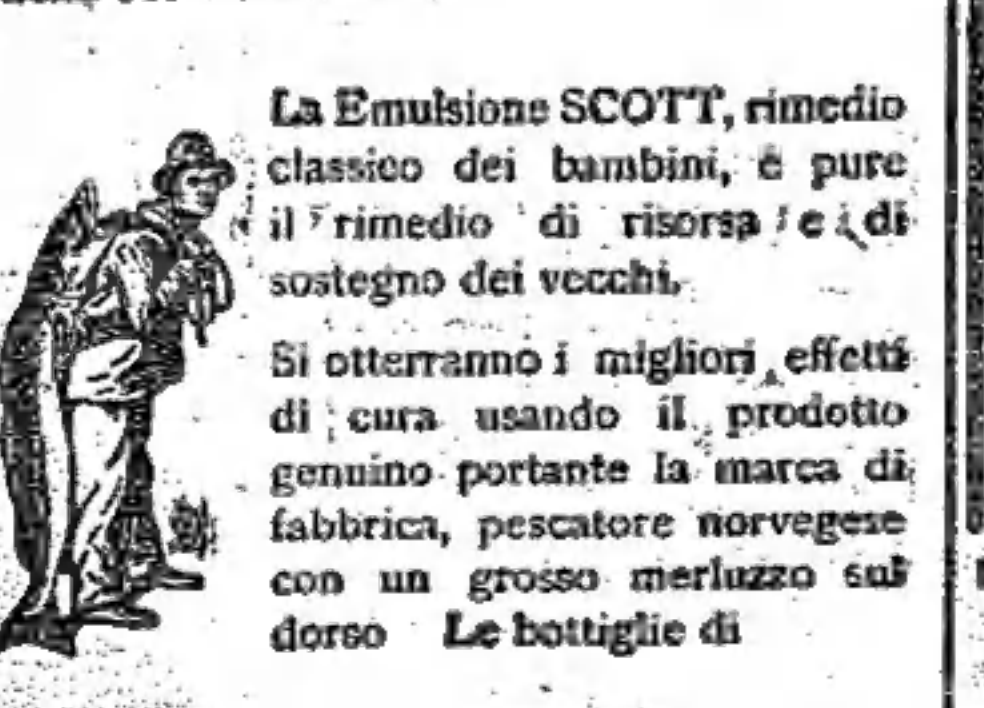 La Emulsione SCOTT, rimedio
classico dei bambini, è pure
il rimedio di risorsa e di
sostegno dei vecchi.
Si otterranno i migliori effetti
di cura usando il prodotto
genuino portante la marca di
fabbrica, pescatore norvegese
con un grosso merluzzo sul
dorso Le bottiglie di